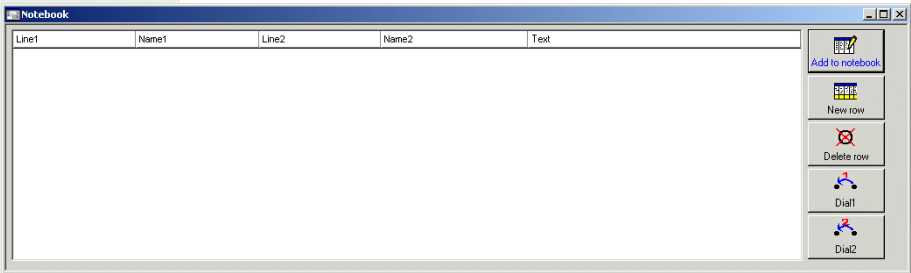 Notebook
Line1 Name1 Line2 Name2 Text
Add to notebook
New row
Delete row
1
Dial1
2
Dial2